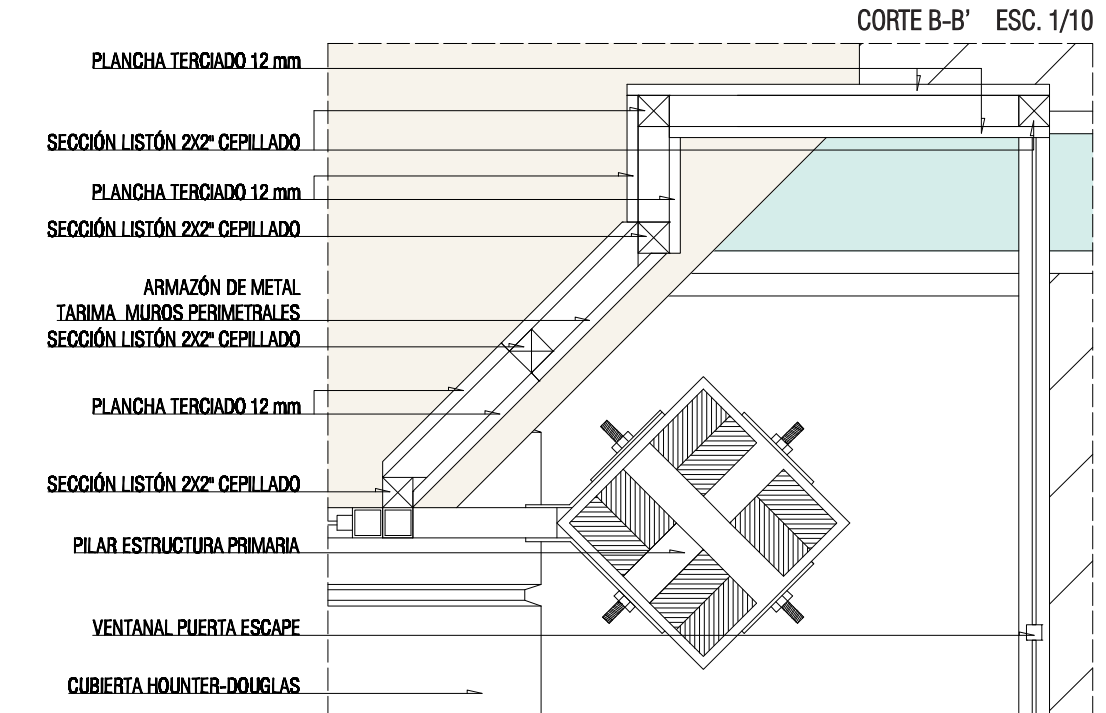 CORTE B-B' ESC. 1/10
PLANCHA TERCIADO 12 mm
SECCIÓN LISTÓN 2X2" CEPILLADO
PLANCHA TERCIADO 12 mm
SECCIÓN LISTÓN 2X2" CEPILLADO
ARMAZÓN DE METAL
TARIMA MUROS PERIMETRALES
SECCIÓN LISTÓN 2X2" CEPILLADO
PLANCHA TERCIADO 12 mm
SECCIÓN LISTÓN 2X2" CEPILLADO
PILAR ESTRUCTURA PRIMARIA
VENTANAL PUERTA ESCAPE
CUBIERTA HOUNTER-DOUGLAS